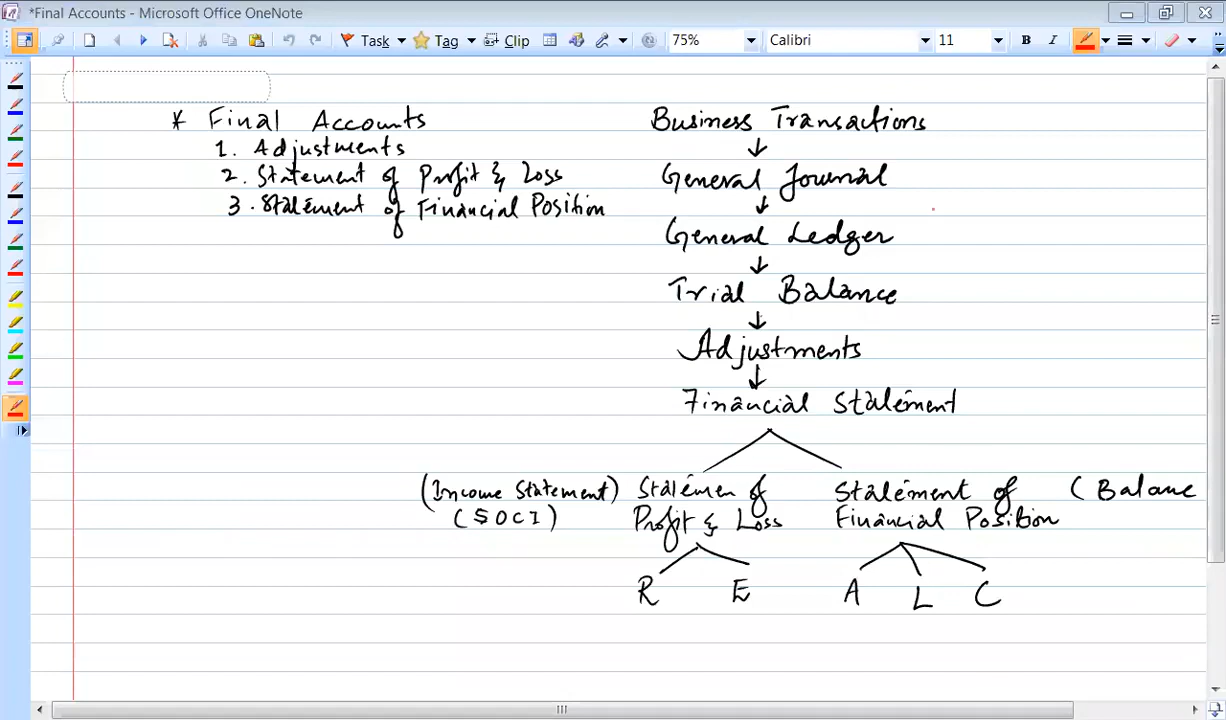 *Final Accounts - Microsoft Office OneNote
Task
Tag
Clip
75%
Calibri
11
B I
* Final Accounts
1. Adjustments
2. Statement of Profit & Loss
3. Statement of Financial Position
Business Transactions
↓
General Journal
↓
General Ledger
↓
Trial Balance
↓
Adjustments
↓
Financial Statement
(Income Statement) Statemen of Statement of (Balance
(SOCI) Profit & Loss Financial Position
R E A L C